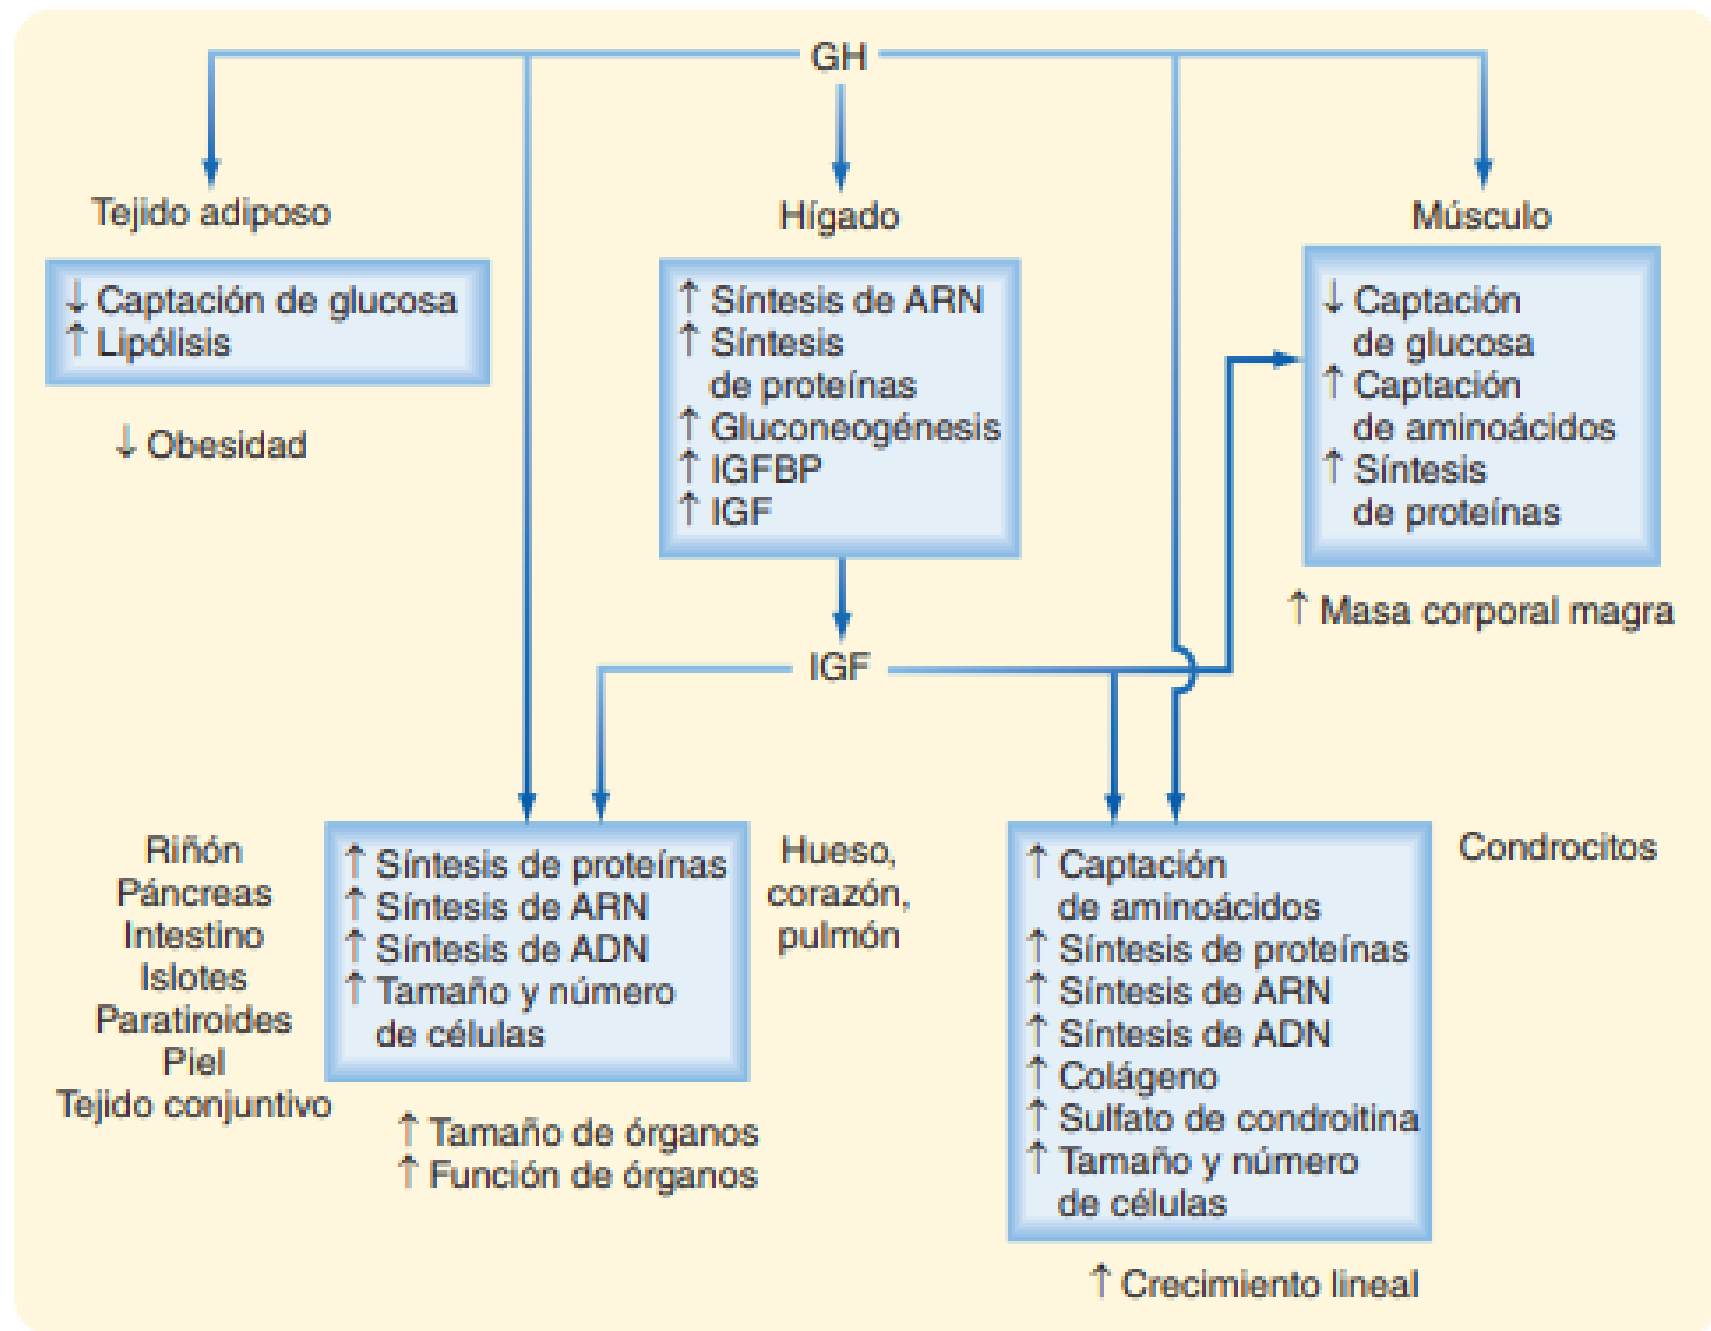 GH
Tejido adiposo
↓ Captación de glucosa
↑ Lipólisis
↓ Obesidad
Hígado
↑ Síntesis de ARN
↑ Síntesis
de proteínas
↑ Gluconeogénesis
↑ IGFBP
↑ IGF
Músculo
↓ Captación
de glucosa
↑ Captación
de aminoácidos
↑ Síntesis
de proteínas
↑ Masa corporal magra
IGF
Riñón
Páncreas
Intestino
Islotes
Paratiroides
Piel
Tejido conjuntivo
↑ Síntesis de proteínas
↑ Síntesis de ARN
↑ Síntesis de ADN
↑ Tamaño y número
de células
Hueso,
corazón,
pulmón
↑ Tamaño de órganos
↑ Función de órganos
↑ Captación
de aminoácidos
↑ Síntesis de proteínas
↑ Síntesis de ARN
↑ Síntesis de ADN
↑ Colágeno
↑ Sulfato de condroitina
↑ Tamaño y número
de células
Condrocitos
↑ Crecimiento lineal